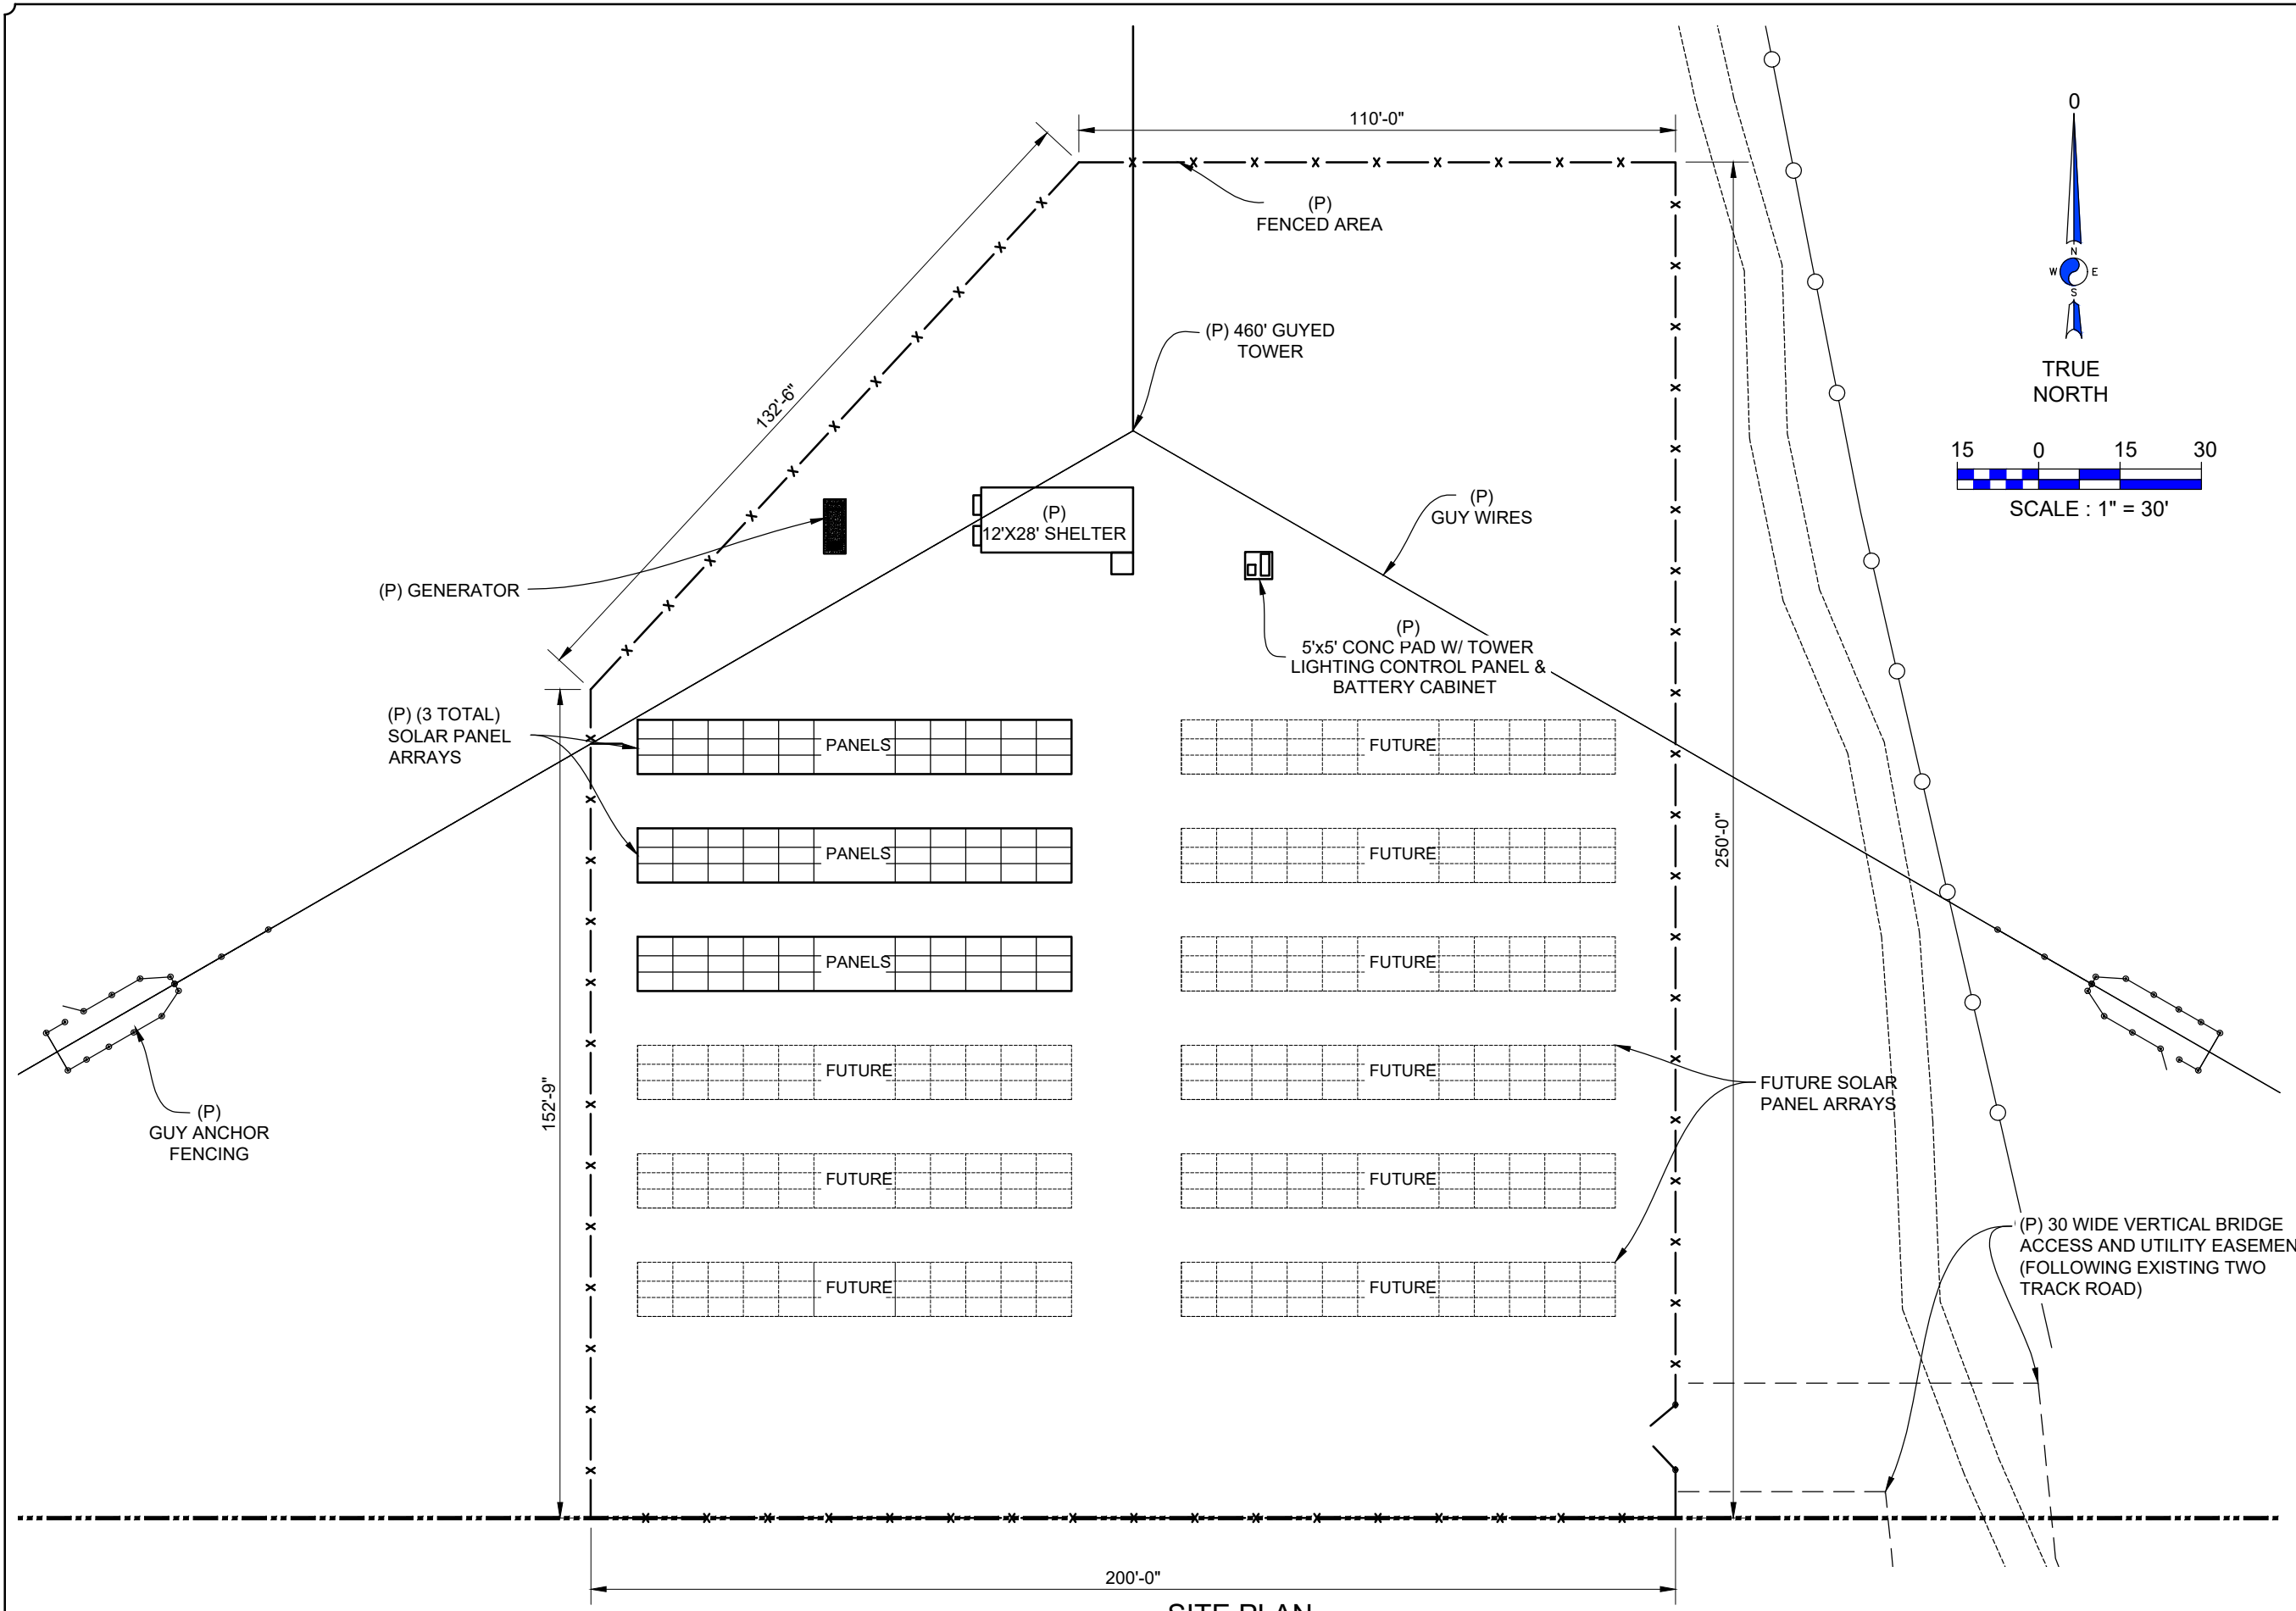 110'-0"
0
(P)
FENCED AREA
N
W E
S
TRUE
NORTH
(P) 460' GUYED
TOWER
132'-6"
15 0 15 30
SCALE : 1" = 30'
(P)
GUY WIRES
(P)
12'X28' SHELTER
(P) GENERATOR
(P)
5'x5' CONC PAD W/ TOWER
LIGHTING CONTROL PANEL &
BATTERY CABINET
(P) (3 TOTAL)
SOLAR PANEL
ARRAYS
PANELS
FUTURE
250'-0"
PANELS
FUTURE
PANELS
FUTURE
152'-9"
(P)
GUY ANCHOR
FENCING
FUTURE
FUTURE
FUTURE SOLAR
PANEL ARRAYS
FUTURE
FUTURE
(P) 30 WIDE VERTICAL BRIDGE
ACCESS AND UTILITY EASEMEN
(FOLLOWING EXISTING TWO
TRACK ROAD)
FUTURE
FUTURE
200'-0"
SITE PLAN